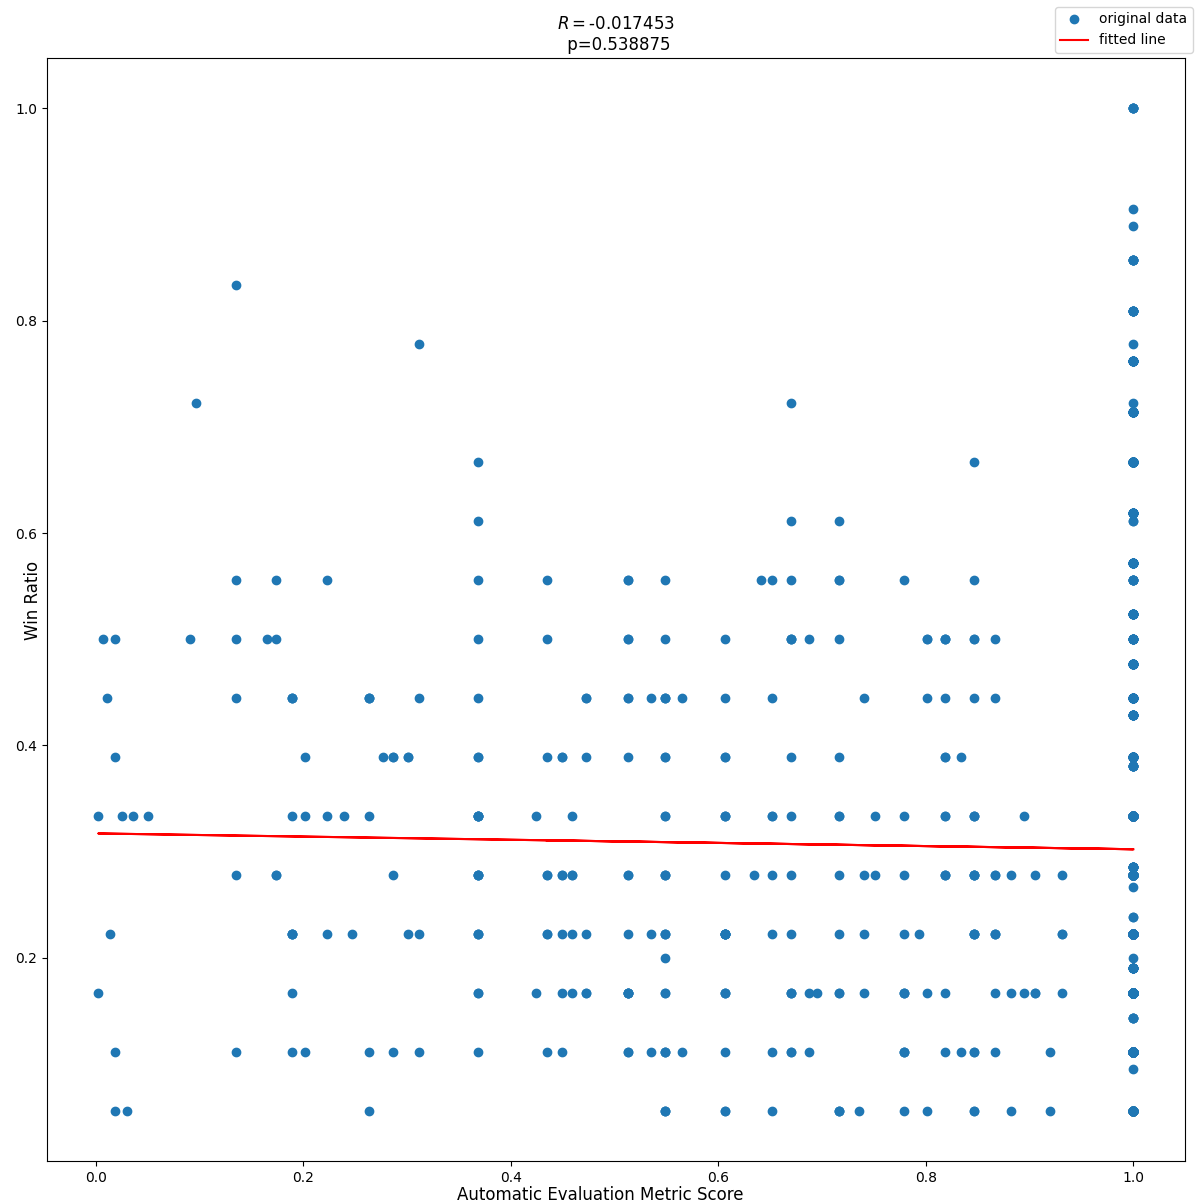 R = -0.017453
p=0.538875
original data
fitted line
1.0
0.8
0.6
0.4
0.2
Win Ratio
0.0
0.2
0.4
0.6
0.8
1.0
Automatic Evaluation Metric Score